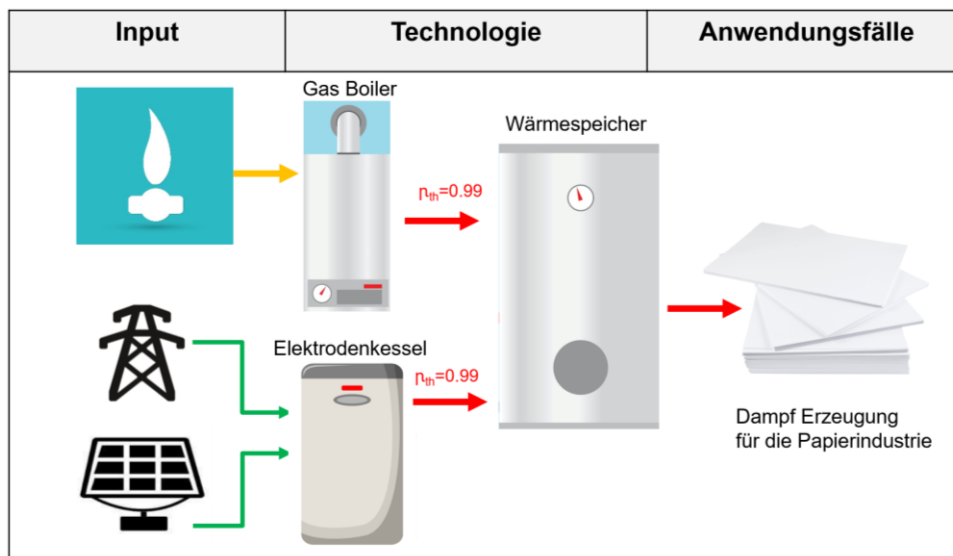 Input
Technologie
Anwendungsfälle
Gas Boiler
Wärmespeicher
ηth=0.99
Elektrodenkessel
ηth=0.99
Dampf Erzeugung
für die Papierindustrie